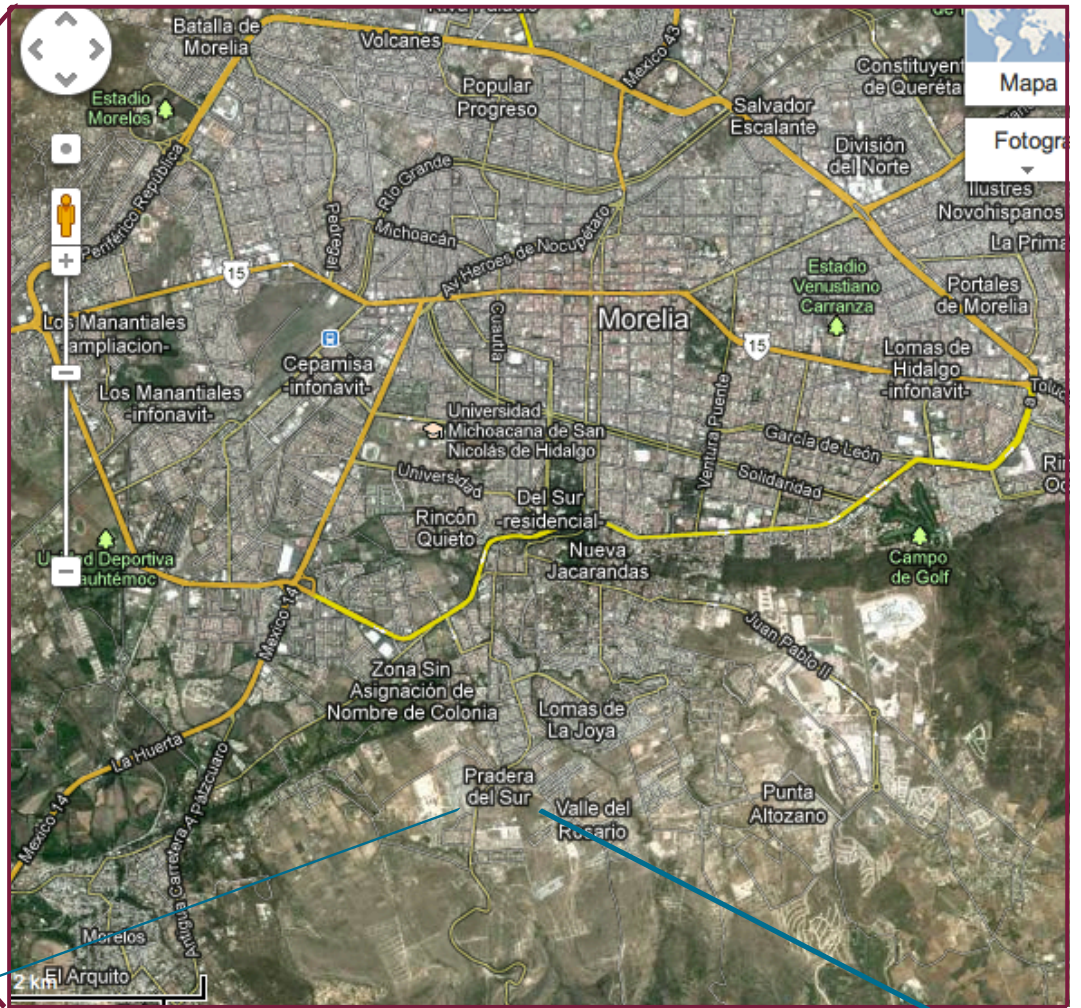 Batalla de
Morelia
Volcanes
Mexico 43
Constituyent
de Queréta
Mapa
Estadio
Morelos
Popular
Progreso
Salvador
Escalante
División
del Norte
Fotogra
Periférico República
Río Grande
Pedregal
Michoacán
Ilustres
Novohispanos
La Prima
Av Heroes de Nocupétaro
15
Estadio
Venustiano
Carranza
Portales
de Morelia
Los Manantiales
-ampliacion-
Cuautla
Morelia
15
Cepamisa
-infonavit-
Lomas de
Hidalgo
-infonavit-
Los Manantiales
-infonavit-
Universidad
Michoacana de San
Nicolás de Hidalgo
Ventura Puente
García de León
Universidad
Solidaridad
Del Sur
-residencial-
Rincón
Quieto
Nueva
Jacarandas
Campo
de Golf
Deportiva
Mexico 14
Juan Pablo II
Zona Sin
Asignación de
Nombre de Colonia
Lomas de
La Joya
La Huerta
Pradera
del Sur
Valle del
Rosario
Punta
Altozano
Mexico 14
Antigua Carretera A Patzcuaro
Morelos
El Arquito
2 km